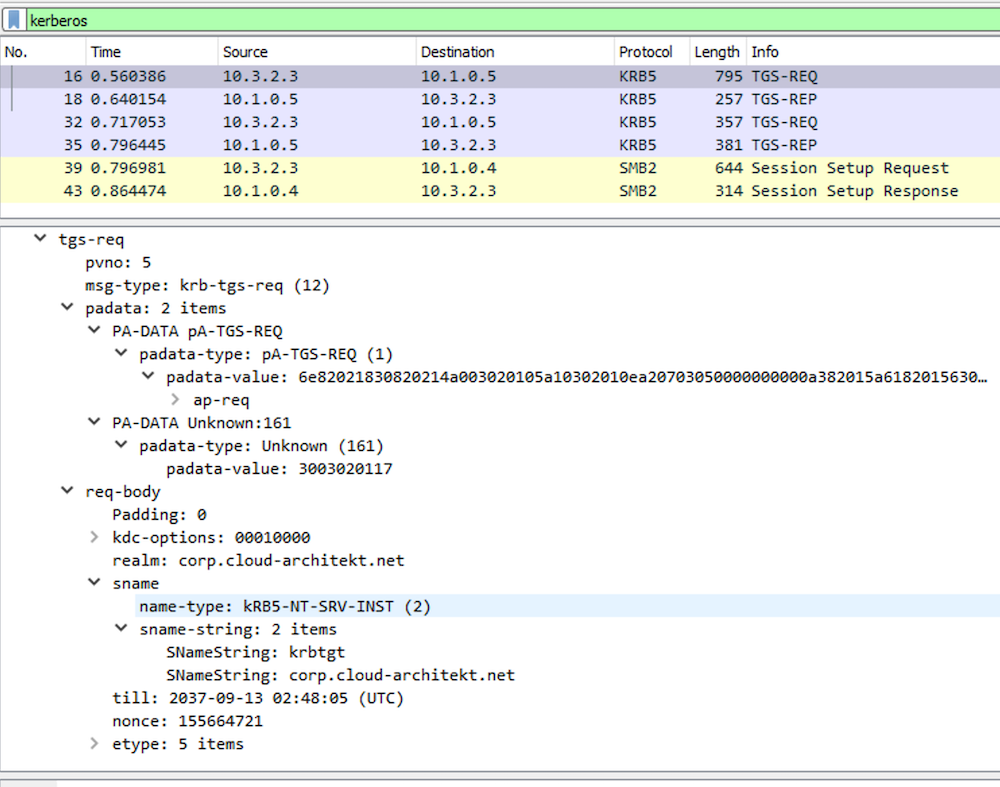 kerberos
No. Time Source Destination Protocol Length Info
16 0.560386 10.3.2.3 10.1.0.5 KRB5 795 TGS-REQ
18 0.640154 10.1.0.5 10.3.2.3 KRB5 257 TGS-REP
32 0.717053 10.3.2.3 10.1.0.5 KRB5 357 TGS-REQ
35 0.796445 10.1.0.5 10.3.2.3 KRB5 381 TGS-REP
39 0.796981 10.3.2.3 10.1.0.4 SMB2 644 Session Setup Request
43 0.864474 10.1.0.4 10.3.2.3 SMB2 314 Session Setup Response
tgs-req
pvno: 5
msg-type: krb-tgs-req (12)
padata: 2 items
PA-DATA pA-TGS-REQ
padata-type: pA-TGS-REQ (1)
padata-value: 6e82021830820214a003020105a10302010ea20703050000000000a382015a6182015630…
ap-req
PA-DATA Unknown:161
padata-type: Unknown (161)
padata-value: 3003020117
req-body
Padding: 0
kdc-options: 00010000
realm: corp.cloud-architekt.net
sname
name-type: kRB5-NT-SRV-INST (2)
sname-string: 2 items
SNameString: krbtgt
SNameString: corp.cloud-architekt.net
till: 2037-09-13 02:48:05 (UTC)
nonce: 155664721
etype: 5 items